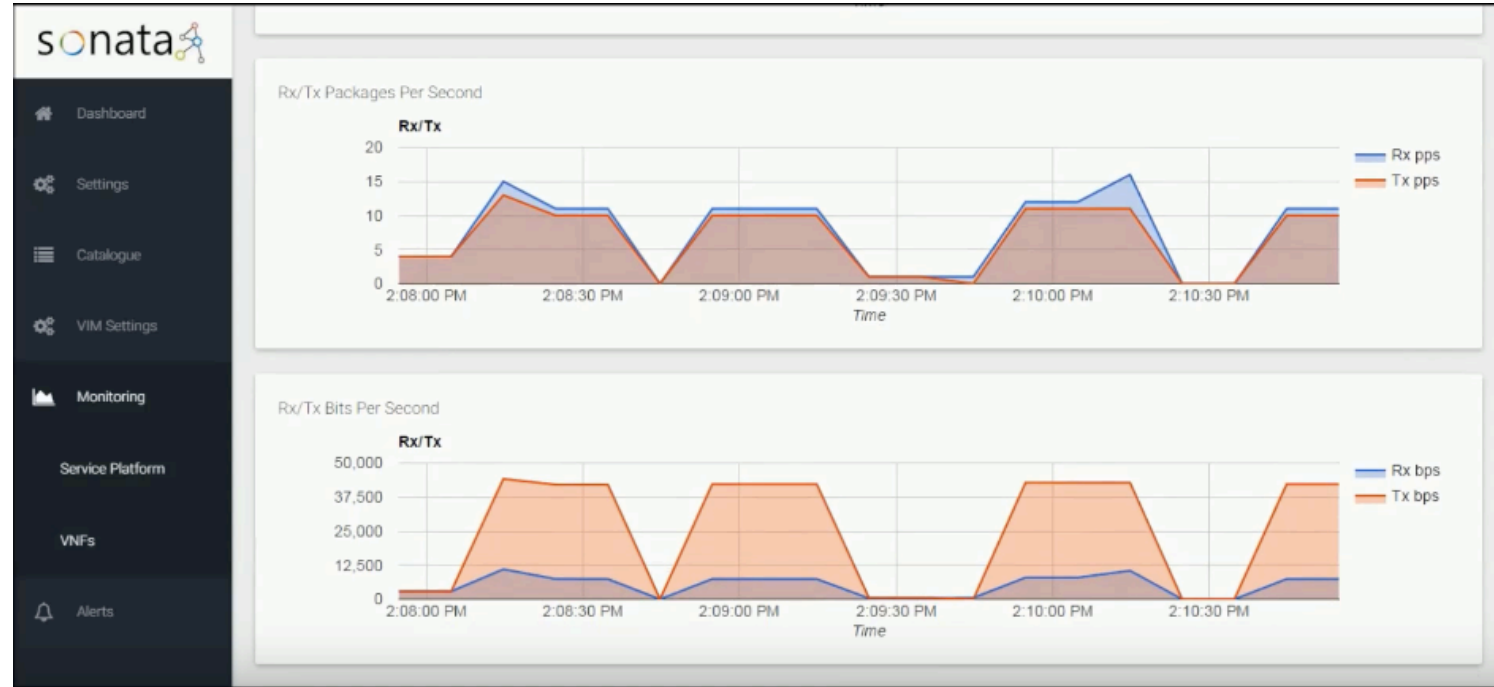 sonata
Dashboard
Settings
Catalogue
VIM Settings
Monitoring
Service Platform
VNFs
Alerts
Rx/Tx Packages Per Second
Rx/Tx
20
15
10
5
0
2:08:00 PM 2:08:30 PM 2:09:00 PM 2:09:30 PM 2:10:00 PM 2:10:30 PM
Time
Rx pps
Tx pps
Rx/Tx Bits Per Second
Rx/Tx
50,000
37,500
25,000
12,500
0
2:08:00 PM 2:08:30 PM 2:09:00 PM 2:09:30 PM 2:10:00 PM 2:10:30 PM
Time
Rx bps
Tx bps